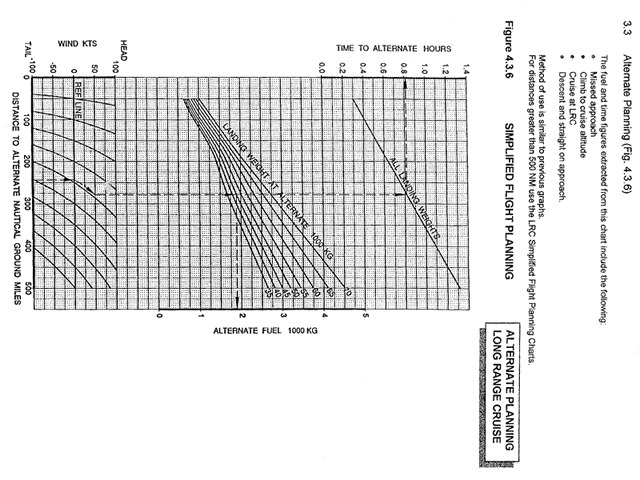 3.3 Alternate Planning (Fig. 4.3.6)
The fuel and time figures extracted from this chart include the following:
• Missed approach
• Climb to cruise altitude
• Cruise at LRC
• Descent and straight on approach.
Method of use is similar to previous graphs.
For distances greater than 500 NM use the LRC Simplified Flight Planning Charts.
Figure 4.3.6 SIMPLIFIED FLIGHT PLANNING
ALTERNATE PLANNING
LONG RANGE CRUISE
TIME TO ALTERNATE HOURS
1.4
1.2
1.0
0.8
0.6
0.4
0.2
0.0
ALL LANDING WEIGHTS
LANDING WEIGHT AT ALTERNATE 1000 KG
70
65
60
55
50
45
40
35
5
4
3
2
1
0
ALTERNATE FUEL 1000 KG
WIND KTS
HEAD
100
50
0
-50
-100
TAIL
REF LINE
0 100 200 300 400 500
DISTANCE TO ALTERNATE NAUTICAL GROUND MILES